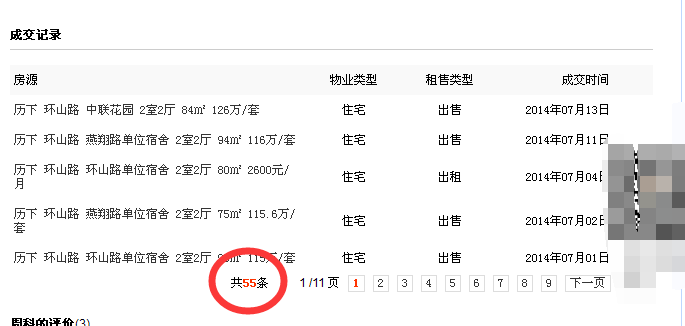 成交记录
房源 物业类型 租售类型 成交时间
历下 环山路 中联花园 2室2厅 84㎡ 126万/套 住宅 出售 2014年07月13日
历下 环山路 燕翔路单位宿舍 2室2厅 94㎡ 116万/套 住宅 出售 2014年07月11日
历下 环山路 环山路单位宿舍 2室2厅 80㎡ 2600元/
月 住宅 出租 2014年07月04日
历下 环山路 燕翔路单位宿舍 2室2厅 75㎡ 115.6万/
套 住宅 出售 2014年07月02日
历下 环山路 环山路单位宿舍 2室2厅 115万/套 住宅 出售 2014年07月01日
共55条 1 /11 页 1 2 3 4 5 6 7 8 9 下一页
周科的评价(3)